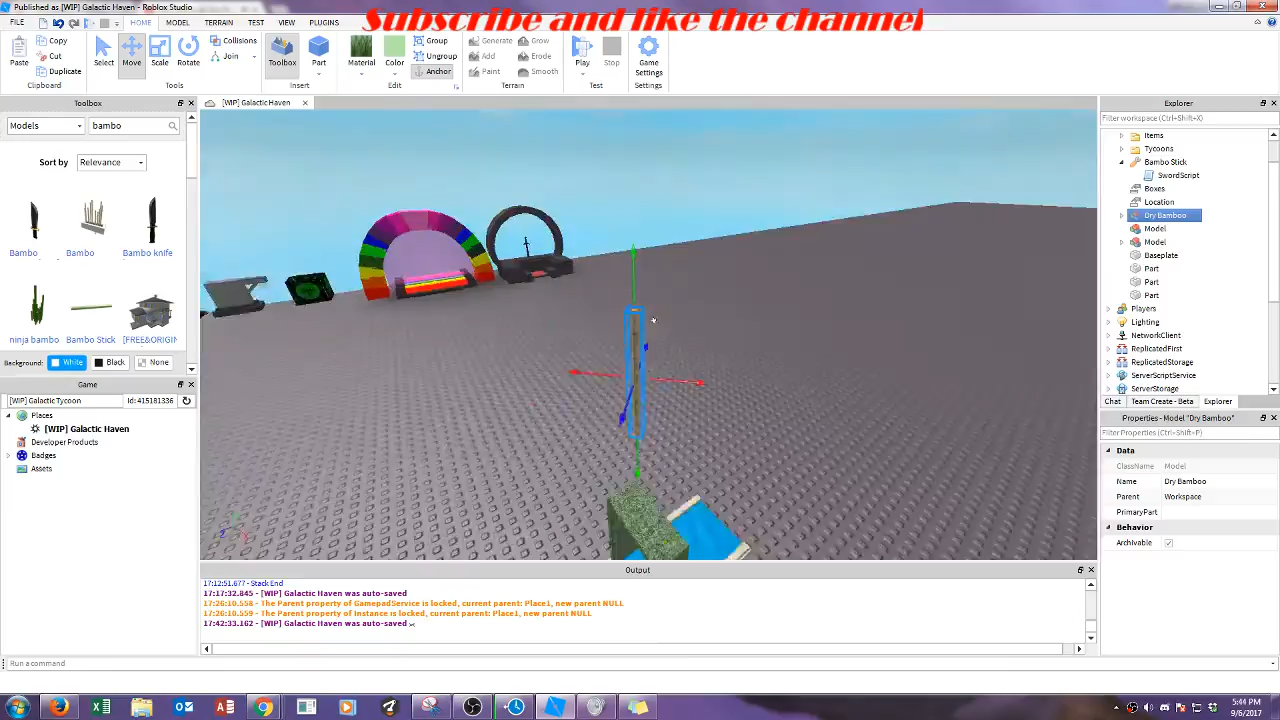 Published as [WIP] Galactic Haven - Roblox Studio
Subscribe and like the channel
FILE HOME MODEL TERRAIN TEST VIEW PLUGINS
Paste Copy Cut Duplicate Clipboard
Select Move Scale Rotate Collisions Join Tools
Toolbox Part Insert
Material Color Group Ungroup Anchor Edit
Generate Grow Add Erode Paint Smooth Terrain
Play Stop Test
Game Settings Settings
Toolbox
Models bambo
Sort by Relevance
Bambo Bambo Bambo knife
ninja bambo Bambo Stick [FREE&ORIGIN
Background: White Black None
Game
[WIP] Galactic Tycoon Id:415181336
Places
[WIP] Galactic Haven
Developer Products
Badges
Assets
[WIP] Galactic Haven
Explorer
Filter workspace (Ctrl+Shift+X)
Items
Tycoons
Bambo Stick
SwordScript
Boxes
Location
Dry Bamboo
Model
Model
Baseplate
Part
Part
Part
Players
Lighting
NetworkClient
ReplicatedFirst
ReplicatedStorage
ServerScriptService
ServerStorage
Chat Team Create - Beta Explorer
Properties - Model "Dry Bamboo"
Filter Properties (Ctrl+Shift+P)
Data
ClassName Model
Name Dry Bamboo
Parent Workspace
PrimaryPart
Behavior
Archivable
Output
17:12:51.677 - Stack End
17:17:32.845 - [WIP] Galactic Haven was auto-saved
17:26:10.558 - The Parent property of GamepadService is locked, current parent: Place1, new parent NULL
17:26:10.559 - The Parent property of Instance is locked, current parent: Place1, new parent NULL
17:42:33.162 - [WIP] Galactic Haven was auto-saved
Run a command
5:44 PM
9/6/2017